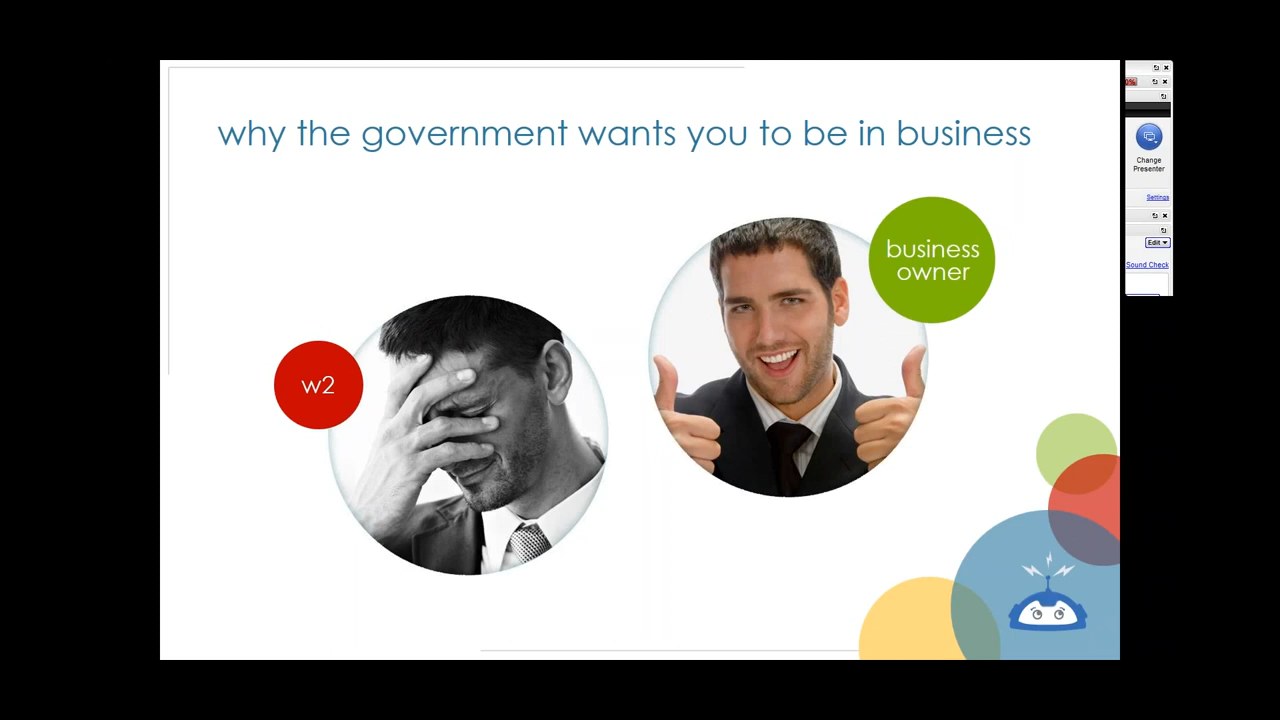 why the government wants you to be in business
business
owner
w2
Change
Presenter
Settings
Edit
Sound Check